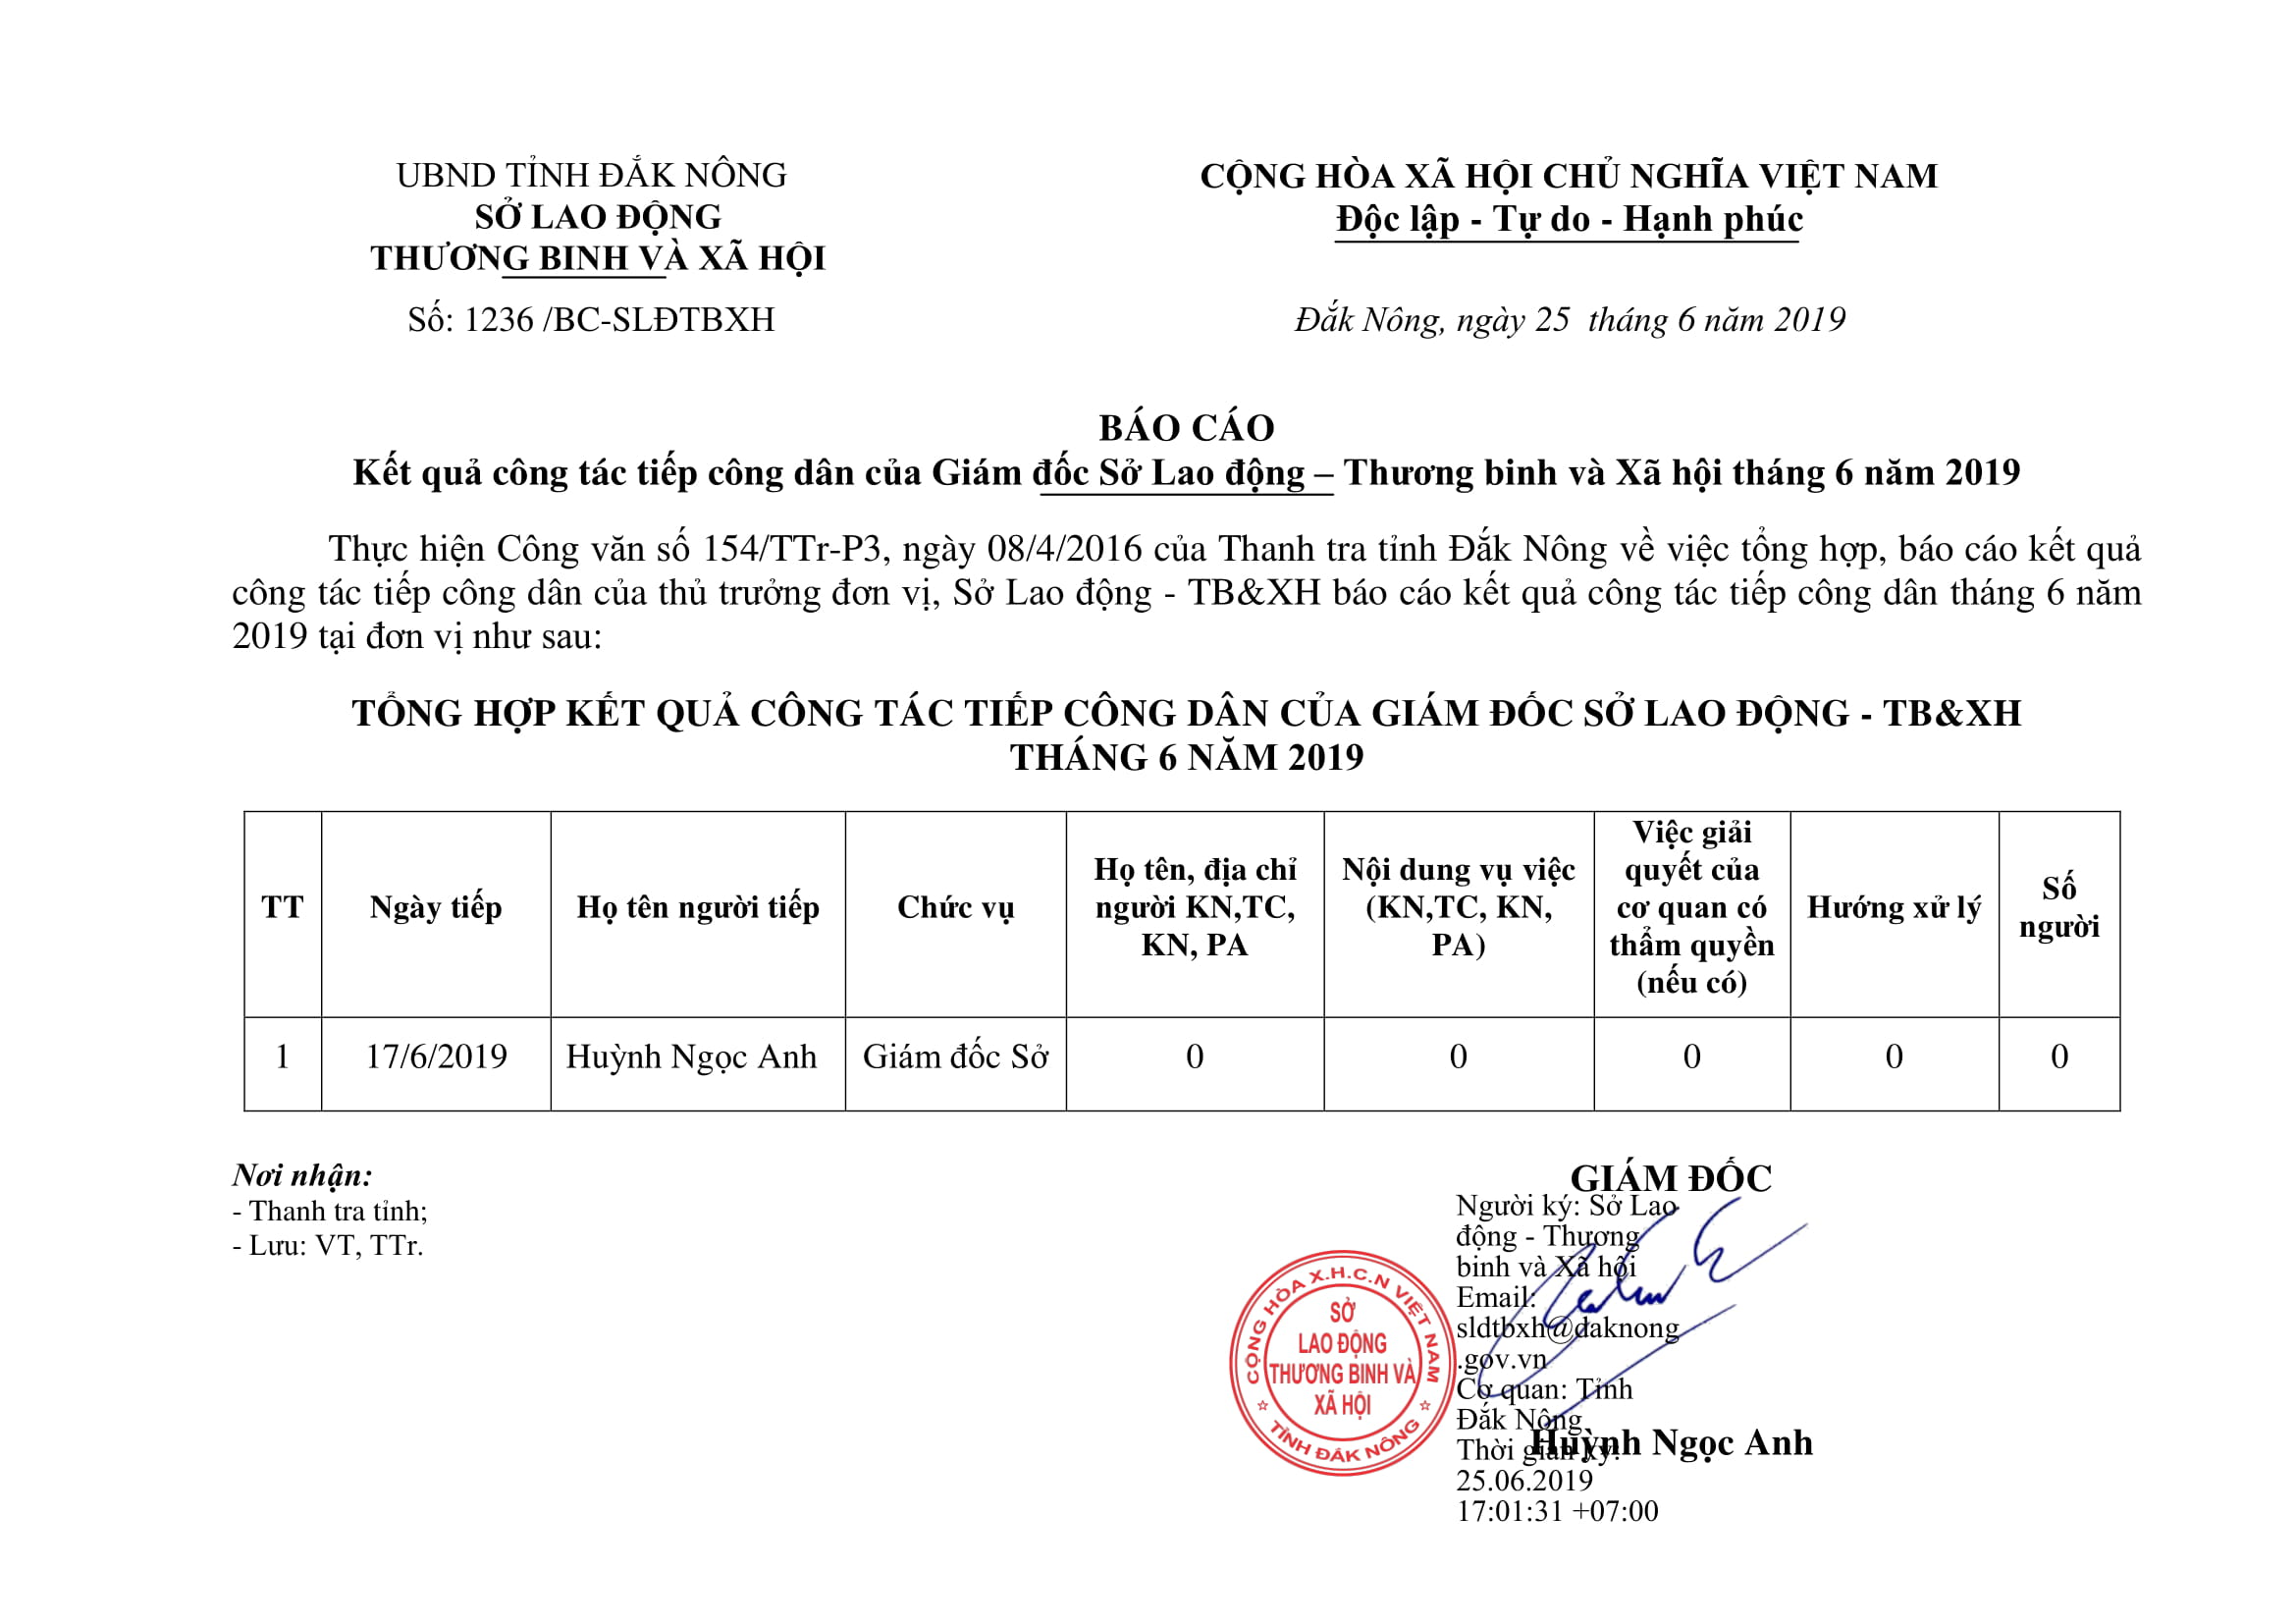 UBND TỈNH ĐẮK NÔNG
SỞ LAO ĐỘNG
THƯƠNG BINH VÀ XÃ HỘI
Số: 1236 /BC-SLĐTBXH
CỘNG HÒA XÃ HỘI CHỦ NGHĨA VIỆT NAM
Độc lập - Tự do - Hạnh phúc
Đắk Nông, ngày 25 tháng 6 năm 2019
BÁO CÁO
Kết quả công tác tiếp công dân của Giám đốc Sở Lao động – Thương binh và Xã hội tháng 6 năm 2019
Thực hiện Công văn số 154/TTr-P3, ngày 08/4/2016 của Thanh tra tỉnh Đắk Nông về việc tổng hợp, báo cáo kết quả
công tác tiếp công dân của thủ trưởng đơn vị, Sở Lao động - TB&XH báo cáo kết quả công tác tiếp công dân tháng 6 năm
2019 tại đơn vị như sau:
TỔNG HỢP KẾT QUẢ CÔNG TÁC TIẾP CÔNG DÂN CỦA GIÁM ĐỐC SỞ LAO ĐỘNG - TB&XH
THÁNG 6 NĂM 2019
TT
Ngày tiếp
Họ tên người tiếp
Chức vụ
Họ tên, địa chỉ
người KN,TC,
KN, PA
Nội dung vụ việc
(KN,TC, KN,
PA)
Việc giải
quyết của
cơ quan có
thẩm quyền
(nếu có)
Hướng xử lý
Số
người
1 17/6/2019 Huỳnh Ngọc Anh Giám đốc Sở 0 0 0 0 0
Nơi nhận:
- Thanh tra tỉnh;
- Lưu: VT, TTr.
GIÁM ĐỐC
Người ký: Sở Lao
động - Thương
binh và Xã hội
Email:
sldtbxh@daknong
.gov.vn
Cơ quan: Tỉnh
Đắk Nông
Thời gian ký:
25.06.2019
17:01:31 +07:00
Huỳnh Ngọc Anh
CỘNG HÒA X.H.C.N VIỆT NAM
SỞ
LAO ĐỘNG
THƯƠNG BINH VÀ
XÃ HỘI
TỈNH ĐẮK NÔNG